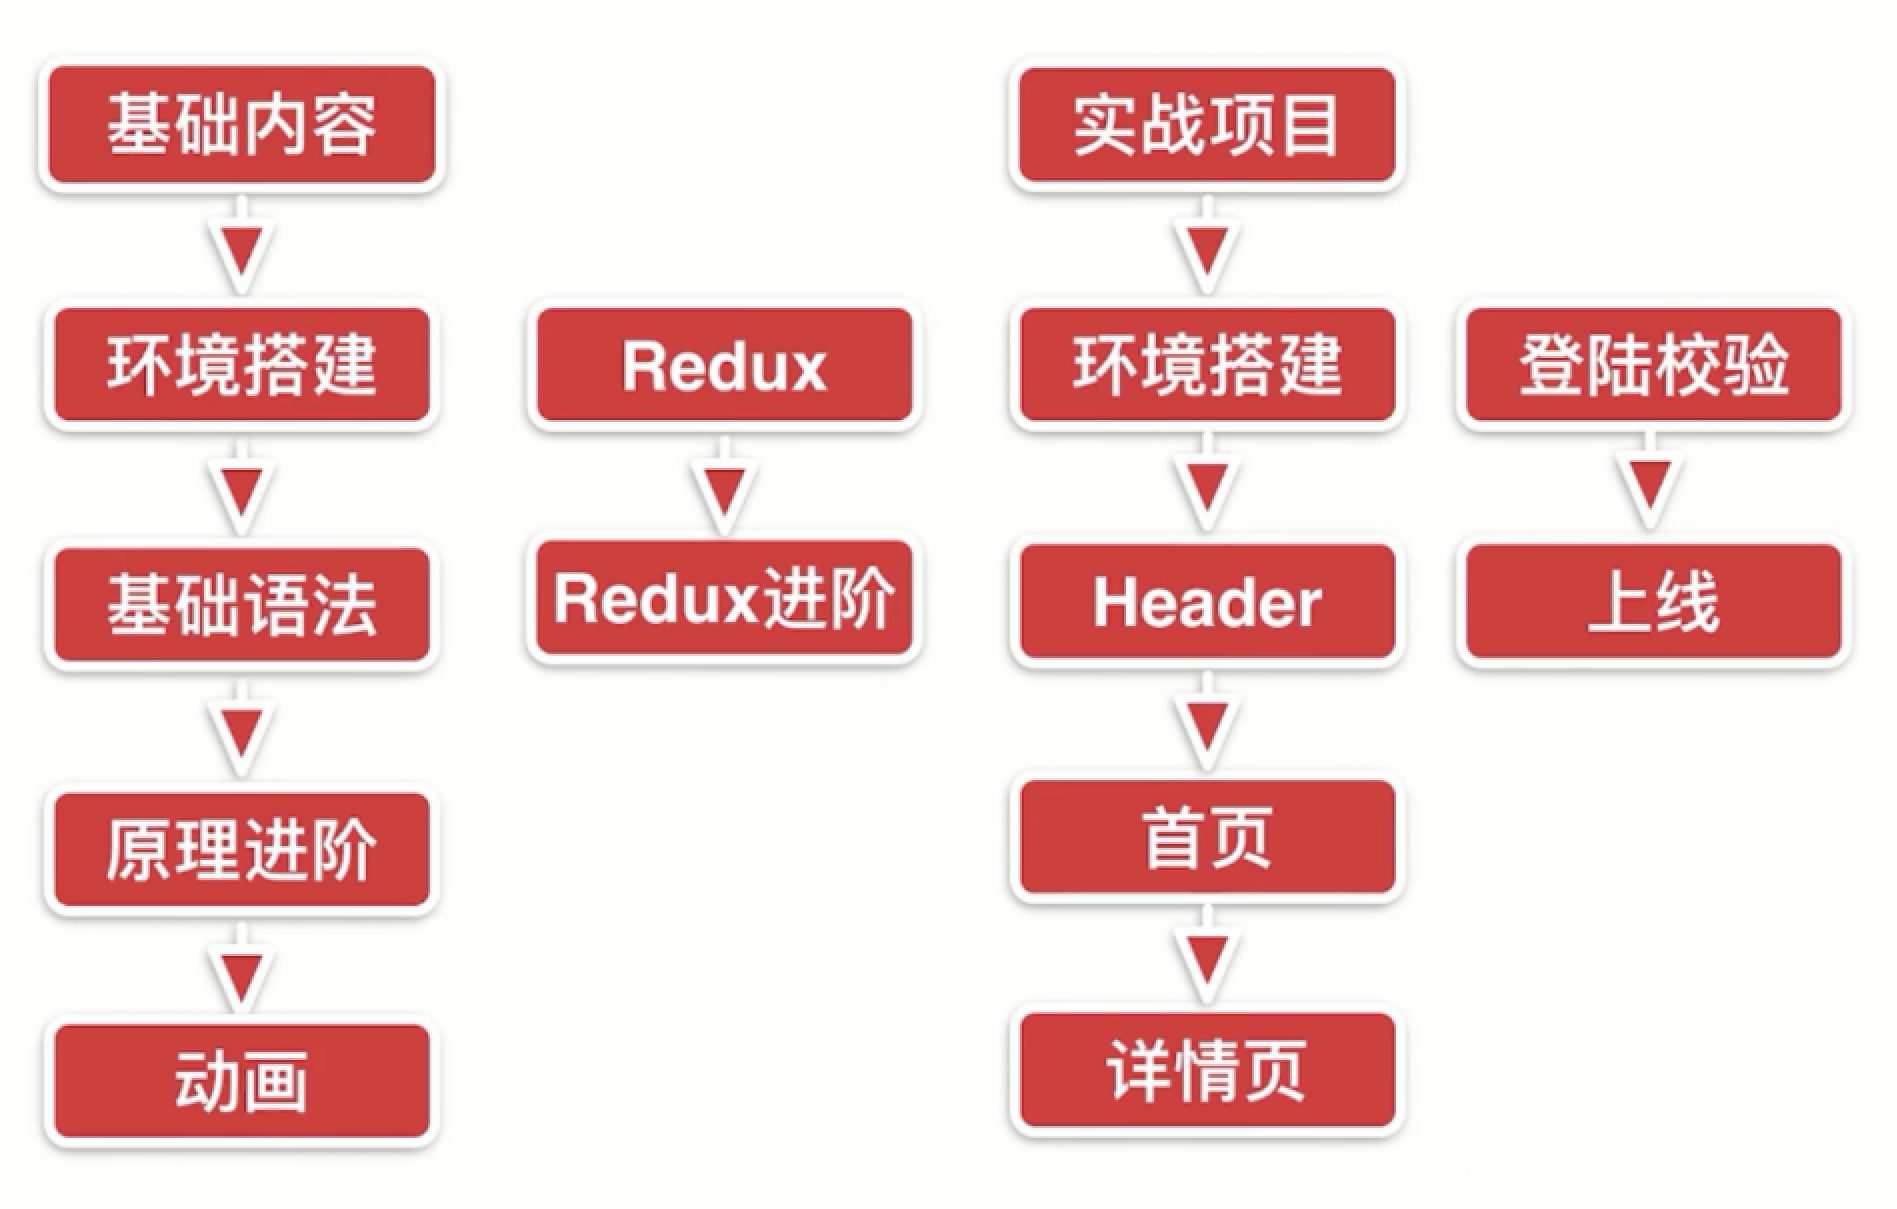 基础内容
环境搭建
基础语法
原理进阶
动画
Redux
Redux进阶
实战项目
环境搭建
Header
首页
详情页
登陆校验
上线